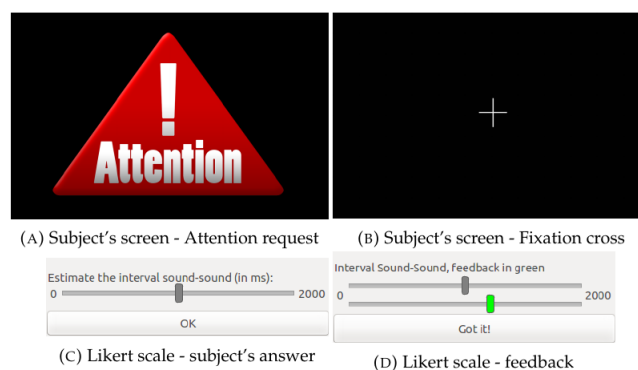 !
Attention
(A) Subject's screen - Attention request
(B) Subject's screen - Fixation cross
Estimate the interval sound-sound (in ms):
0 2000
OK
(C) Likert scale - subject's answer
Interval Sound-Sound, feedback in green
0 2000
Got it!
(D) Likert scale - feedback